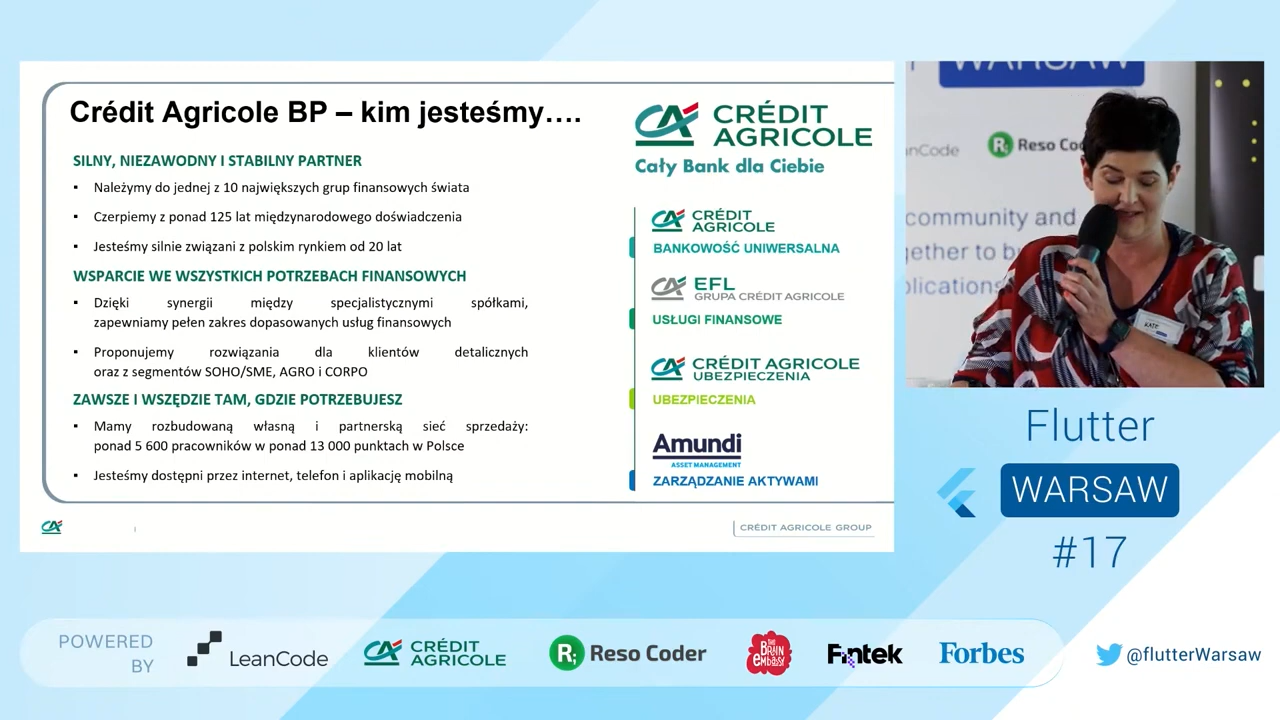 Crédit Agricole BP – kim jesteśmy….
SILNY, NIEZAWODNY I STABILNY PARTNER
▪ Należymy do jednej z 10 największych grup finansowych świata
▪ Czerpiemy z ponad 125 lat międzynarodowego doświadczenia
▪ Jesteśmy silnie związani z polskim rynkiem od 20 lat
WSPARCIE WE WSZYSTKICH POTRZEBACH FINANSOWYCH
▪ Dzięki synergii między specjalistycznymi spółkami,
zapewniamy pełen zakres dopasowanych usług finansowych
▪ Proponujemy rozwiązania dla klientów detalicznych
oraz z segmentów SOHO/SME, AGRO i CORPO
ZAWSZE I WSZĘDZIE TAM, GDZIE POTRZEBUJESZ
▪ Mamy rozbudowaną własną i partnerską sieć sprzedaży:
ponad 5 600 pracowników w ponad 13 000 punktach w Polsce
▪ Jesteśmy dostępni przez internet, telefon i aplikację mobilną
CRÉDIT
AGRICOLE
Cały Bank dla Ciebie
CRÉDIT
AGRICOLE
BANKOWOŚĆ UNIWERSALNA
EFL
GRUPA CRÉDIT AGRICOLE
USŁUGI FINANSOWE
CRÉDIT AGRICOLE
UBEZPIECZENIA
UBEZPIECZENIA
Amundi
ASSET MANAGEMENT
ZARZĄDZANIE AKTYWAMI
CRÉDIT AGRICOLE GROUP
WARSAW
Reso
community and
KATE
Flutter
WARSAW
#17
POWERED
BY
LeanCode
CRÉDIT
AGRICOLE
R; Reso Coder
THE BRAIN EMBASSY
Fintek
Forbes
@flutterWarsaw